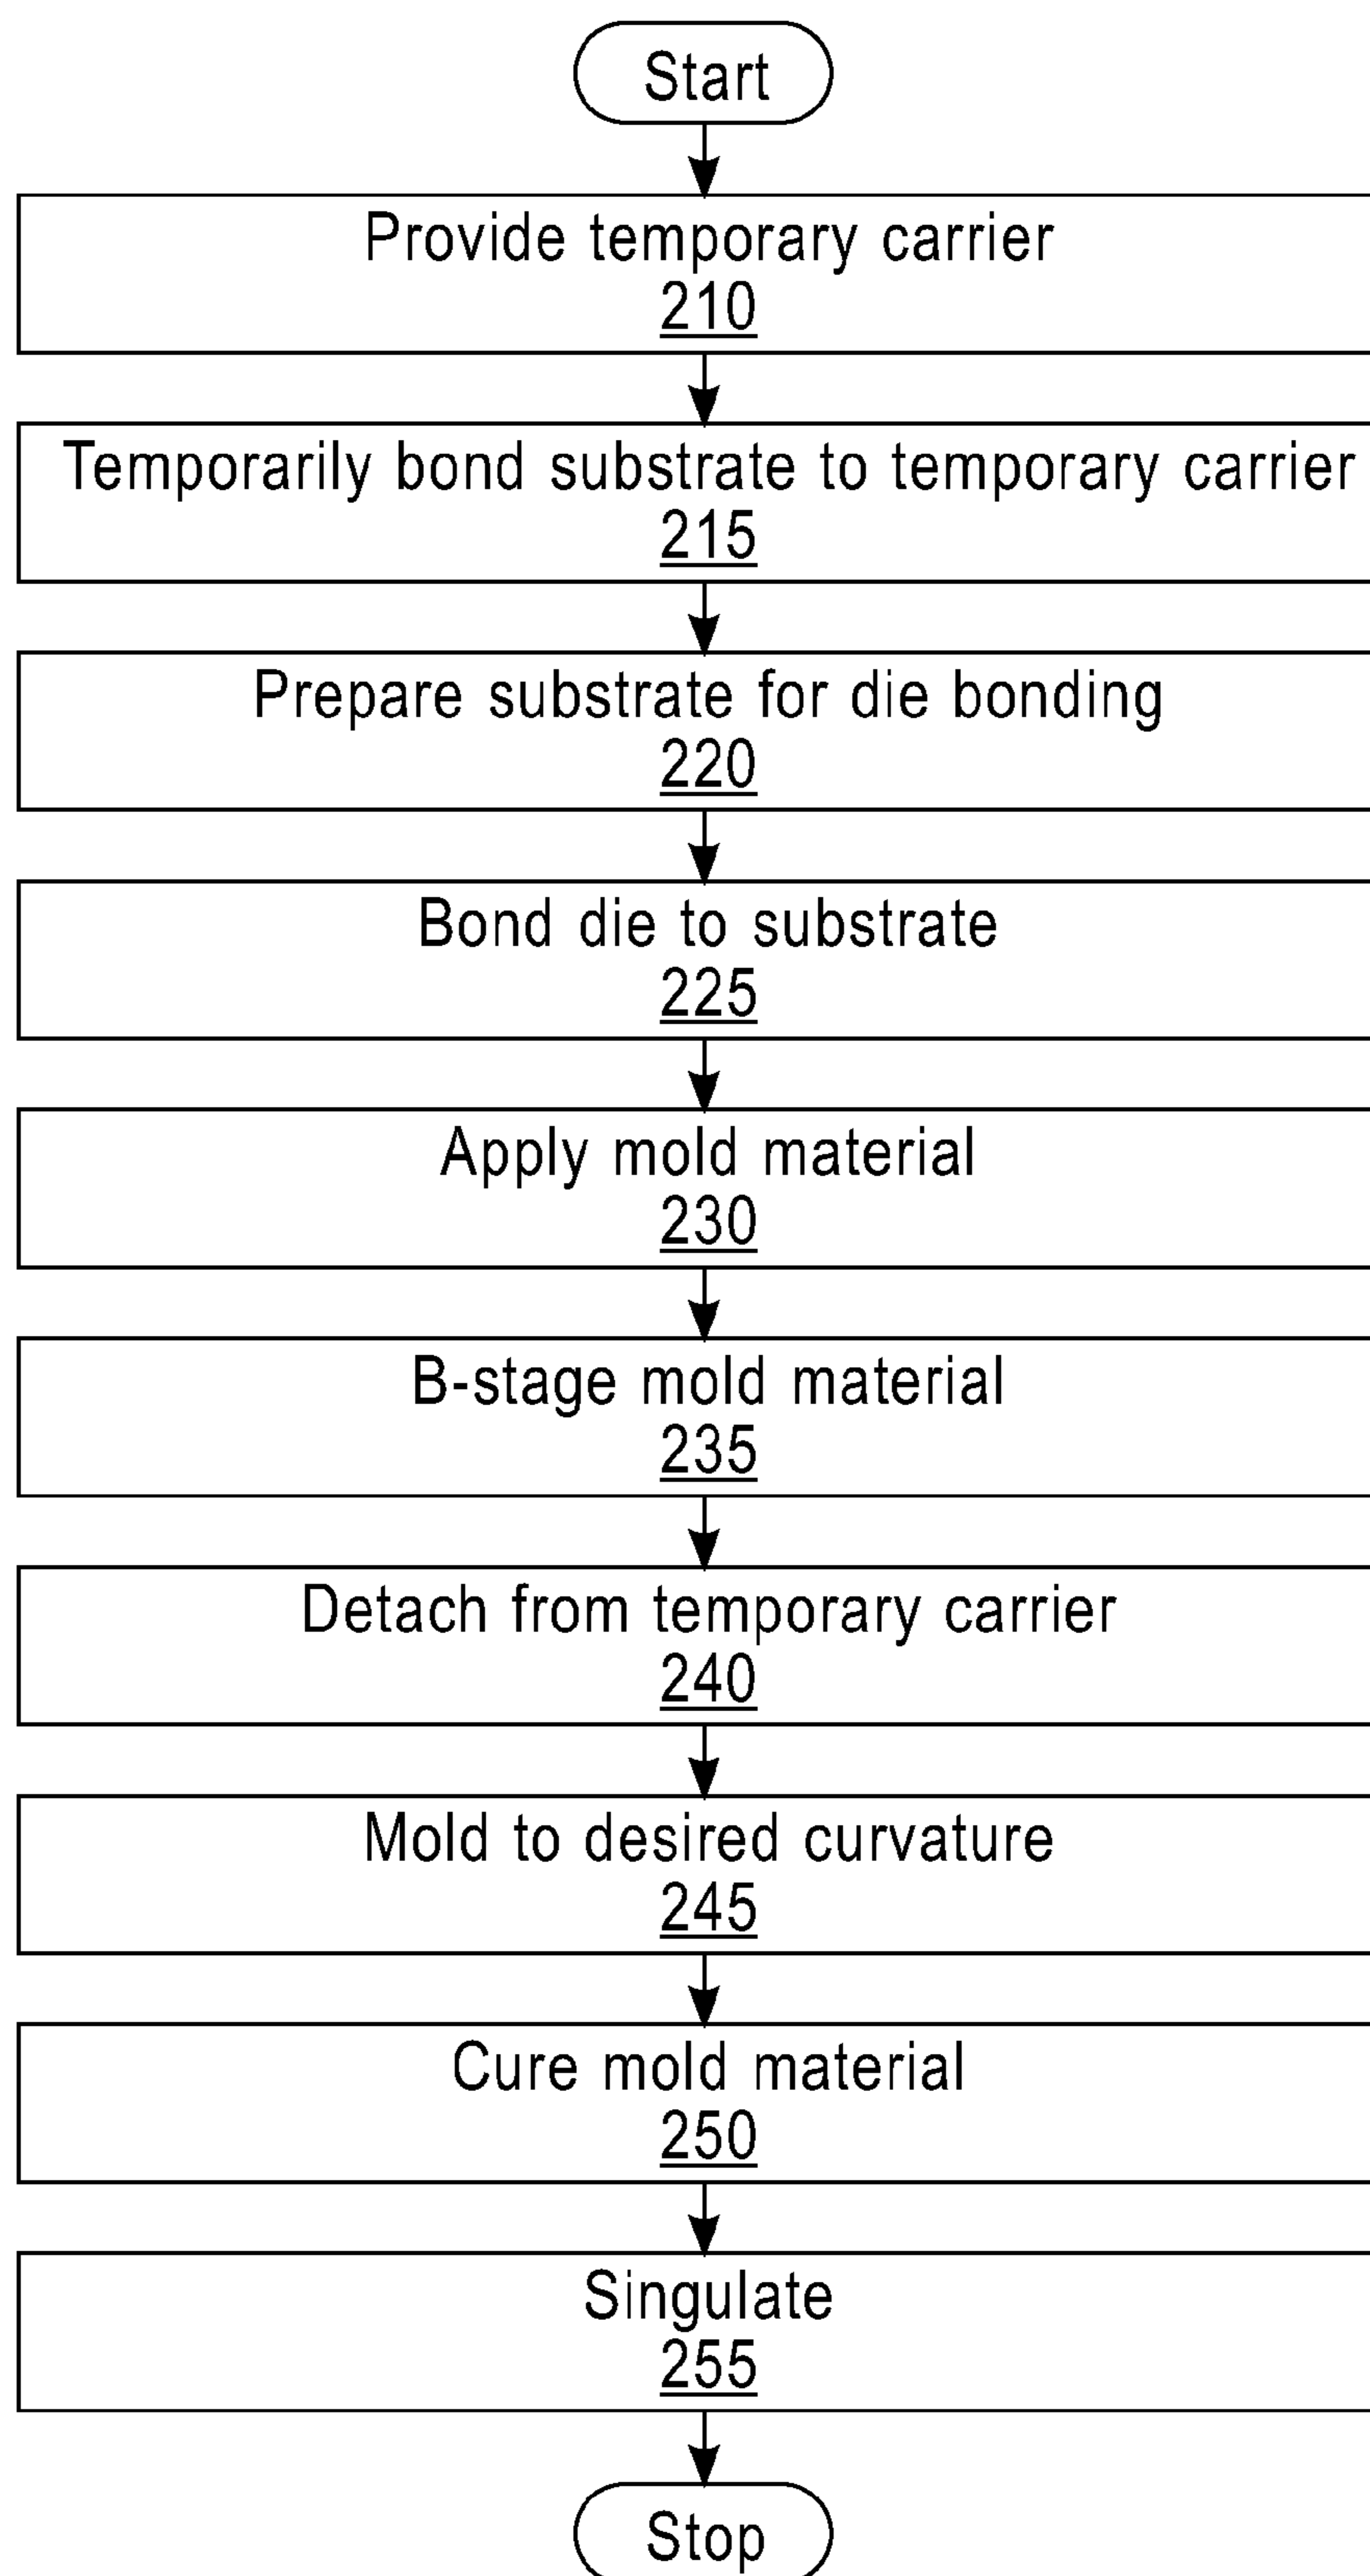 Start
Provide temporary carrier
210
Temporarily bond substrate to temporary carrier
215
Prepare substrate for die bonding
220
Bond die to substrate
225
Apply mold material
230
B-stage mold material
235
Detach from temporary carrier
240
Mold to desired curvature
245
Cure mold material
250
Singulate
255
Stop